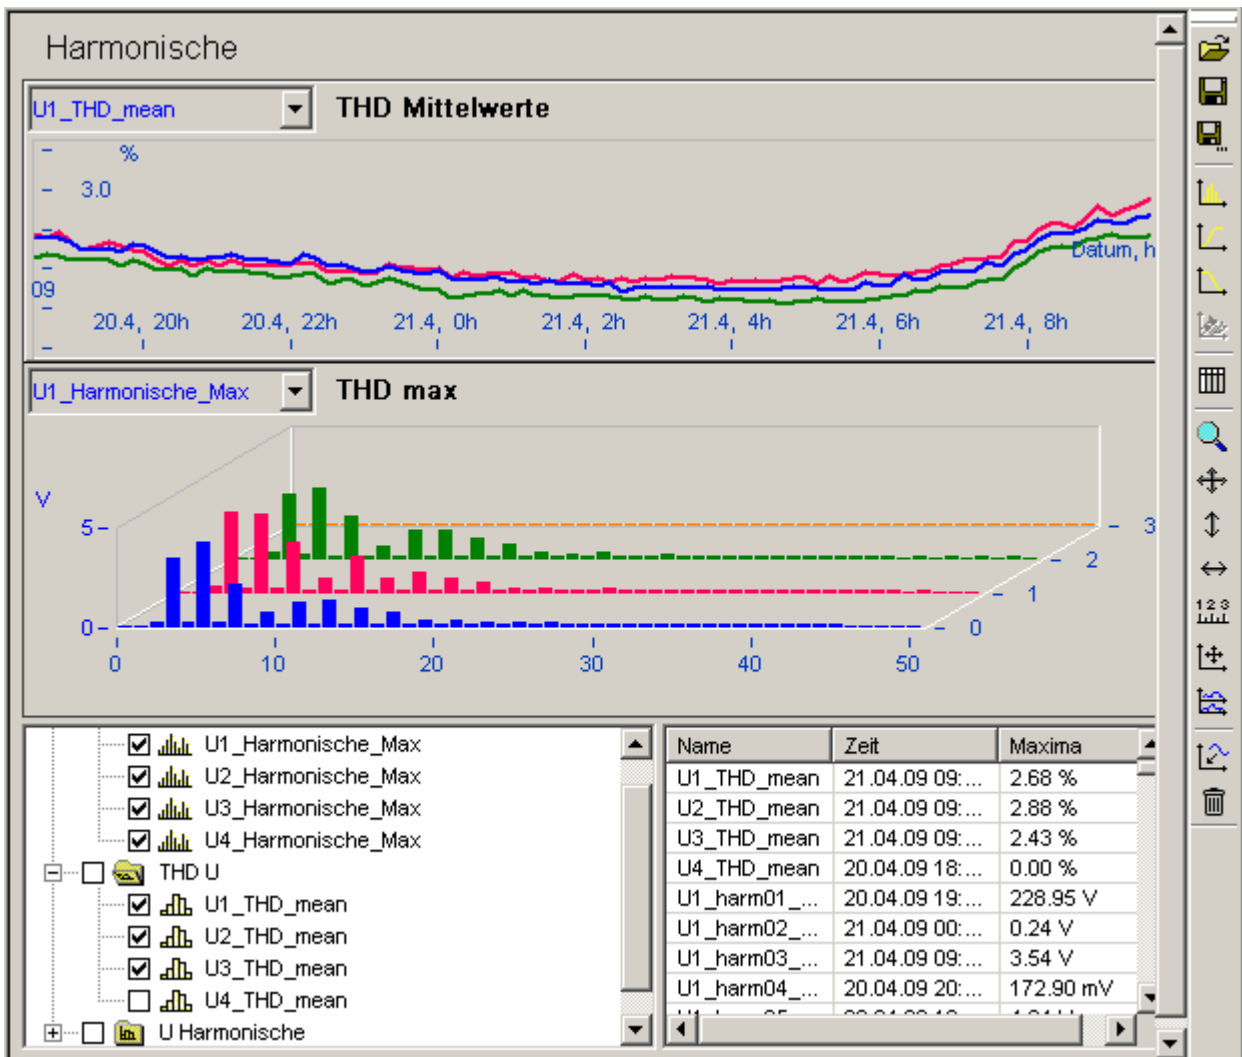 Harmonische
U1_THD_mean THD Mittelwerte
%
3.0
Datum, h
09
20.4, 20h 20.4, 22h 21.4, 0h 21.4, 2h 21.4, 4h 21.4, 6h 21.4, 8h
U1_Harmonische_Max THD max
V
5
3
2
1
0
0
0 10 20 30 40 50
1 2 3
U1_Harmonische_Max
U2_Harmonische_Max
U3_Harmonische_Max
U4_Harmonische_Max
THD U
U1_THD_mean
U2_THD_mean
U3_THD_mean
U4_THD_mean
U Harmonische
Name Zeit Maxima
U1_THD_mean 21.04.09 09:... 2.68 %
U2_THD_mean 21.04.09 09:... 2.88 %
U3_THD_mean 21.04.09 09:... 2.43 %
U4_THD_mean 20.04.09 18:... 0.00 %
U1_harm01_... 20.04.09 19:... 228.95 V
U1_harm02_... 21.04.09 00:... 0.24 V
U1_harm03_... 21.04.09 09:... 3.54 V
U1_harm04_... 20.04.09 20:... 172.90 mV